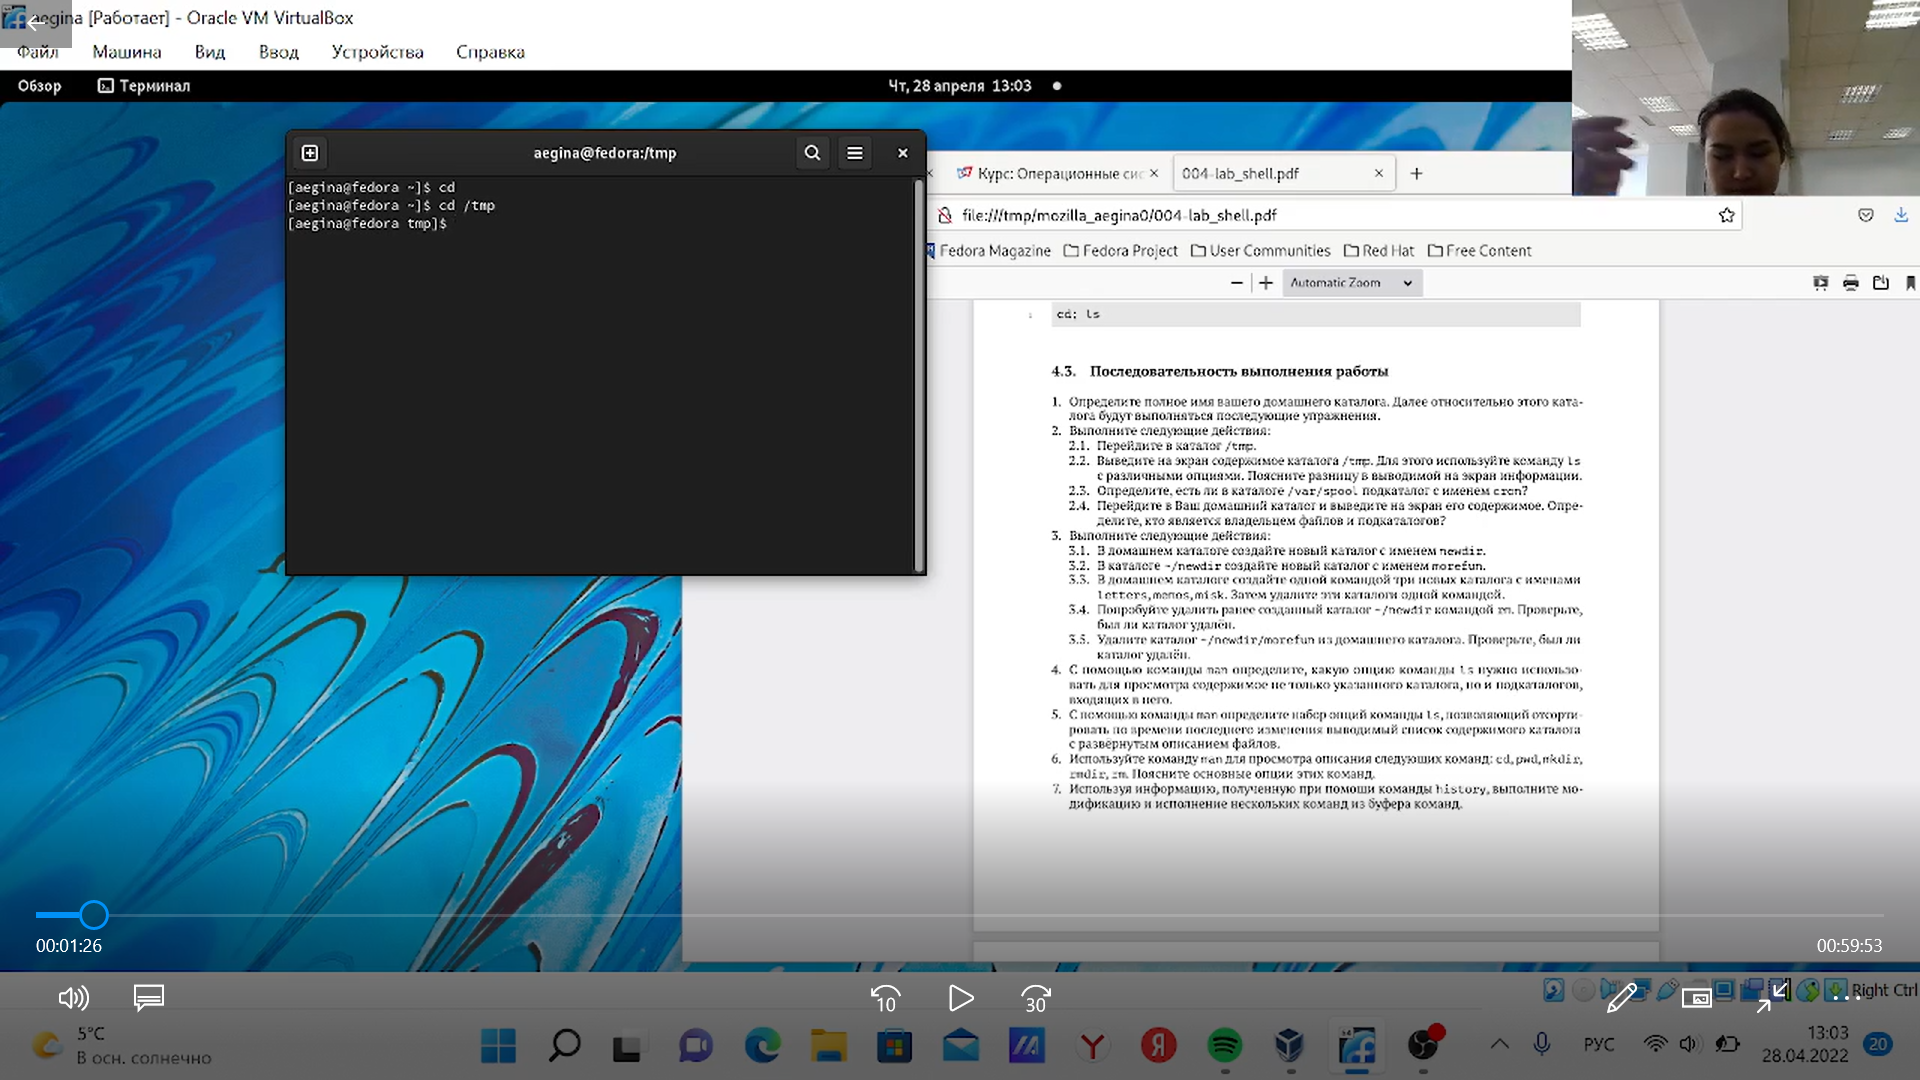 aegina [Работает] - Oracle VM VirtualBox
Файл Машина Вид Ввод Устройства Справка
Обзор Терминал Чт, 28 апреля 13:03
aegina@fedora:/tmp
[aegina@fedora ~]$ cd
[aegina@fedora ~]$ cd /tmp
[aegina@fedora tmp]$
Курс: Операционные сис 004-lab_shell.pdf
file:///tmp/mozilla_aegina0/004-lab_shell.pdf
Fedora Magazine Fedora Project User Communities Red Hat Free Content
Automatic Zoom
1 cd; ls
4.3. Последовательность выполнения работы
1. Определите полное имя вашего домашнего каталога. Далее относительно этого ката-
лога будут выполняться последующие упражнения.
2. Выполните следующие действия:
2.1. Перейдите в каталог /tmp.
2.2. Выведите на экран содержимое каталога /tmp. Для этого используйте команду ls
с различными опциями. Поясните разницу в выводимой на экран информации.
2.3. Определите, есть ли в каталоге /var/spool подкаталог с именем cron?
2.4. Перейдите в Ваш домашний каталог и выведите на экран его содержимое. Опре-
делите, кто является владельцем файлов и подкаталогов?
3. Выполните следующие действия:
3.1. В домашнем каталоге создайте новый каталог с именем newdir.
3.2. В каталоге ~/newdir создайте новый каталог с именем morefun.
3.3. В домашнем каталоге создайте одной командой три новых каталога с именами
letters, memos, misk. Затем удалите эти каталоги одной командой.
3.4. Попробуйте удалить ранее созданный каталог ~/newdir командой rm. Проверьте,
был ли каталог удалён.
3.5. Удалите каталог ~/newdir/morefun из домашнего каталога. Проверьте, был ли
каталог удалён.
4. С помощью команды man определите, какую опцию команды ls нужно использо-
вать для просмотра содержимое не только указанного каталога, но и подкаталогов,
входящих в него.
5. С помощью команды man определите набор опций команды ls, позволяющий отсорти-
ровать по времени последнего изменения выводимый список содержимого каталога
с развёрнутым описанием файлов.
6. Используйте команду man для просмотра описания следующих команд: cd, pwd, mkdir,
rmdir, rm. Поясните основные опции этих команд.
7. Используя информацию, полученную при помощи команды history, выполните мо-
дификацию и исполнение нескольких команд из буфера команд.
00:01:26 00:59:53
10 30
Right Ctrl
5°C
В осн. солнечно
РУС
13:03
28.04.2022
20